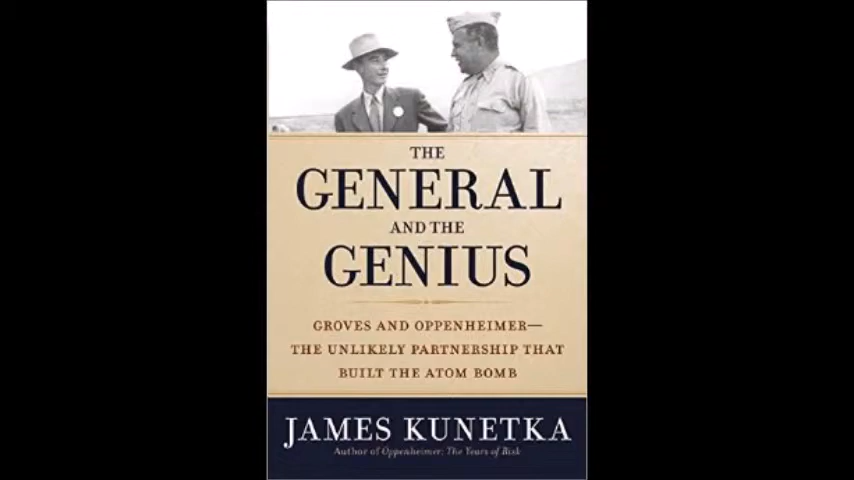 THE
GENERAL
AND THE
GENIUS
GROVES AND OPPENHEIMER—
THE UNLIKELY PARTNERSHIP THAT
BUILT THE ATOM BOMB
JAMES KUNETKA
Author of Oppenheimer: The Years of Risk